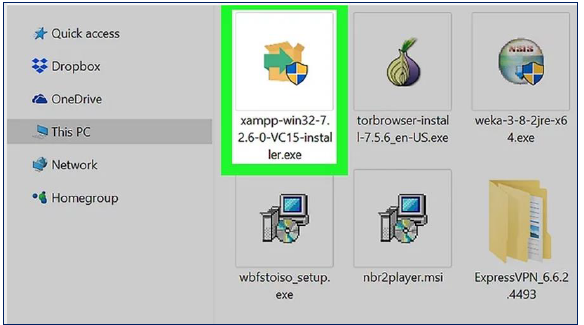 Quick access
Dropbox
OneDrive
This PC
Network
Homegroup
xampp-win32-7.
2.6-0-VC15-instal
ler.exe
torbrowser-instal
l-7.5.6_en-US.exe
weka-3-8-2jre-x6
4.exe
wbfstoiso_setup.
exe
nbr2player.msi
ExpressVPN_6.6.2
.4493